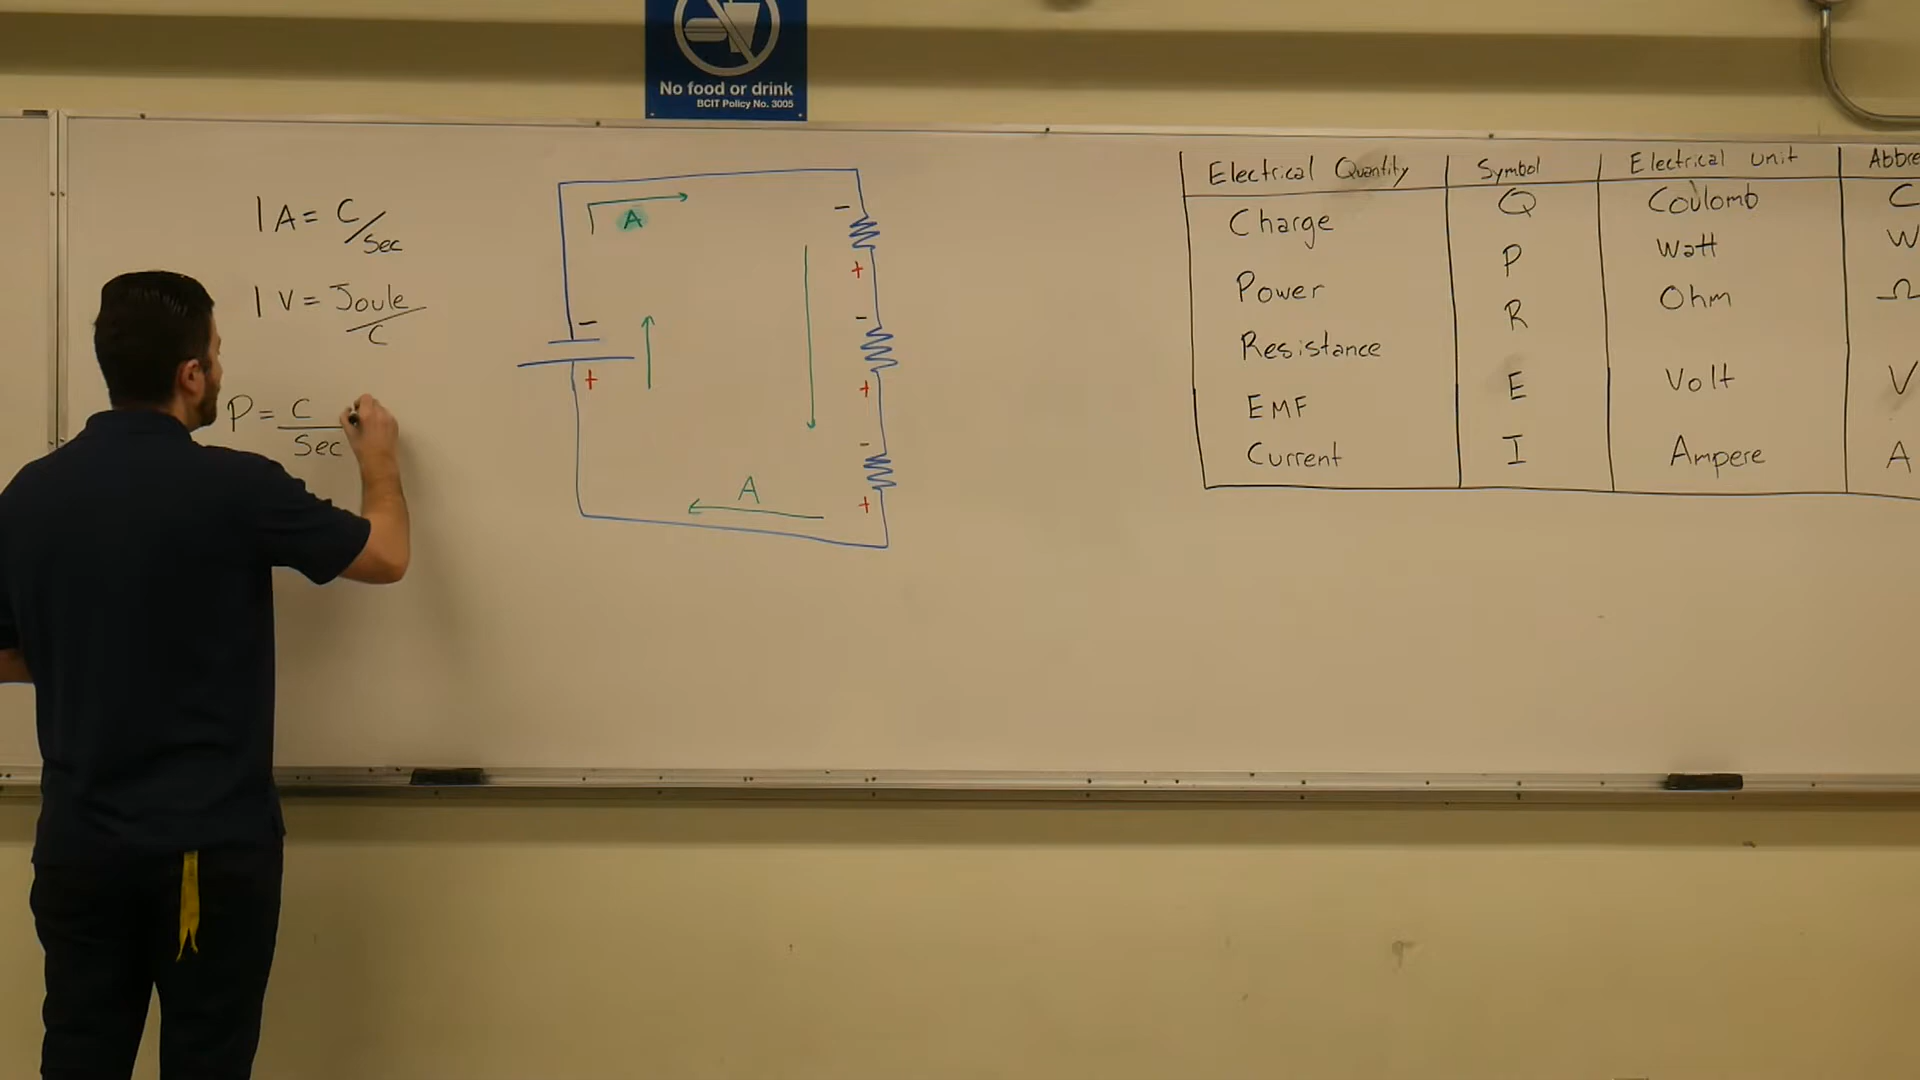 No food or drink
BCIT Policy No. 3005
1 A = C/Sec
1 V = Joule/C
P = C/Sec
A
-
+
-
+
-
+
-
+
A
Electrical Quantity Symbol Electrical unit Abbre
Charge Q Coulomb C
Power P Watt W
Resistance R Ohm Ω
EMF E Volt V
Current I Ampere A